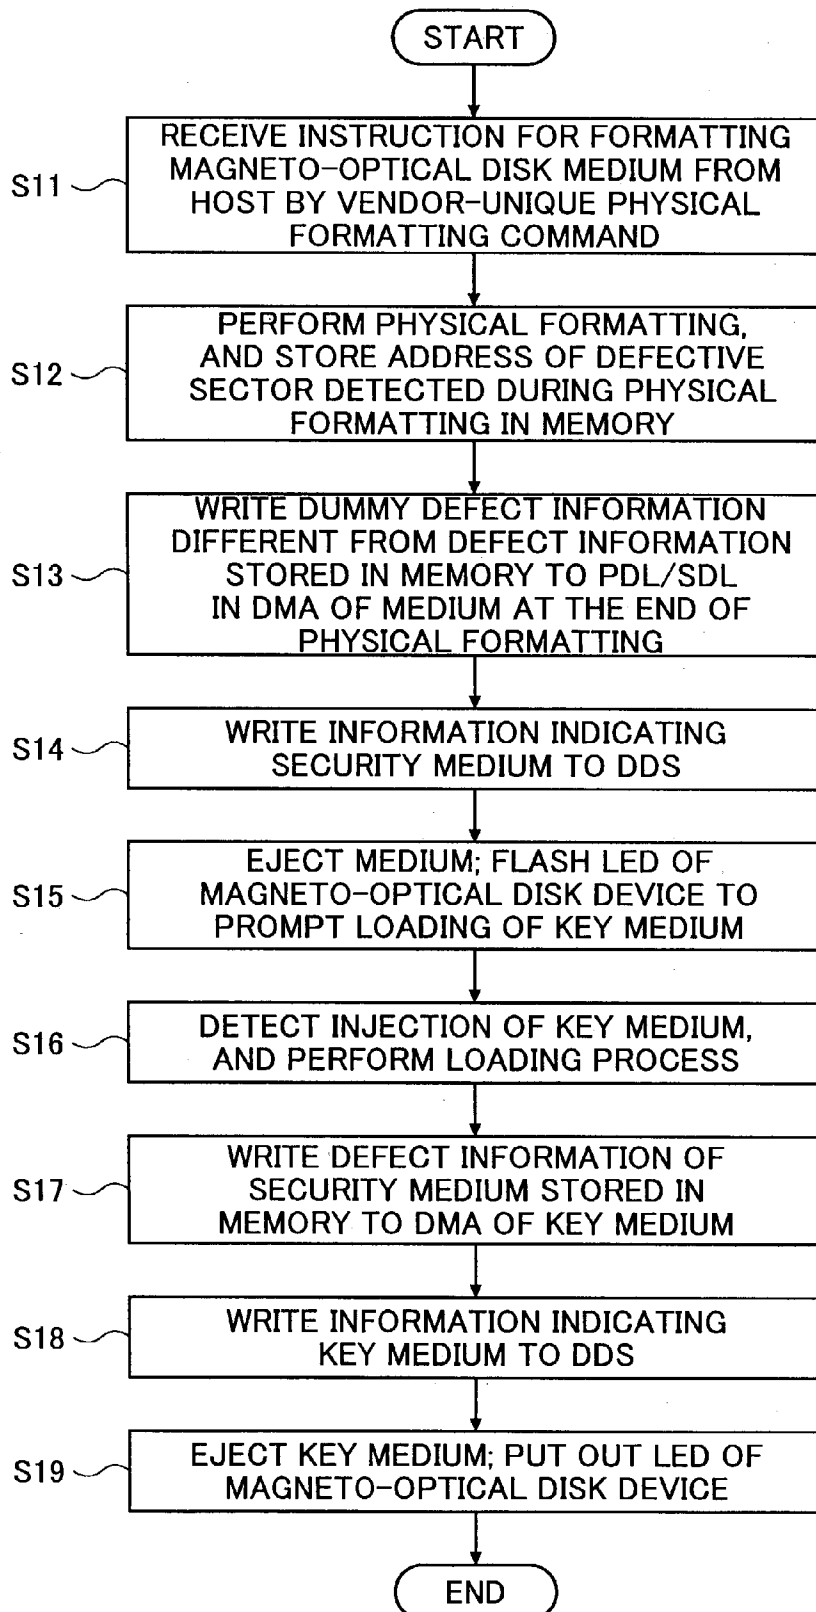 START
S11
RECEIVE INSTRUCTION FOR FORMATTING
MAGNETO-OPTICAL DISK MEDIUM FROM
HOST BY VENDOR-UNIQUE PHYSICAL
FORMATTING COMMAND
S12
PERFORM PHYSICAL FORMATTING,
AND STORE ADDRESS OF DEFECTIVE
SECTOR DETECTED DURING PHYSICAL
FORMATTING IN MEMORY
S13
WRITE DUMMY DEFECT INFORMATION
DIFFERENT FROM DEFECT INFORMATION
STORED IN MEMORY TO PDL/SDL
IN DMA OF MEDIUM AT THE END OF
PHYSICAL FORMATTING
S14
WRITE INFORMATION INDICATING
SECURITY MEDIUM TO DDS
S15
EJECT MEDIUM; FLASH LED OF
MAGNETO-OPTICAL DISK DEVICE TO
PROMPT LOADING OF KEY MEDIUM
S16
DETECT INJECTION OF KEY MEDIUM,
AND PERFORM LOADING PROCESS
S17
WRITE DEFECT INFORMATION OF
SECURITY MEDIUM STORED IN
MEMORY TO DMA OF KEY MEDIUM
S18
WRITE INFORMATION INDICATING
KEY MEDIUM TO DDS
S19
EJECT KEY MEDIUM; PUT OUT LED OF
MAGNETO-OPTICAL DISK DEVICE
END